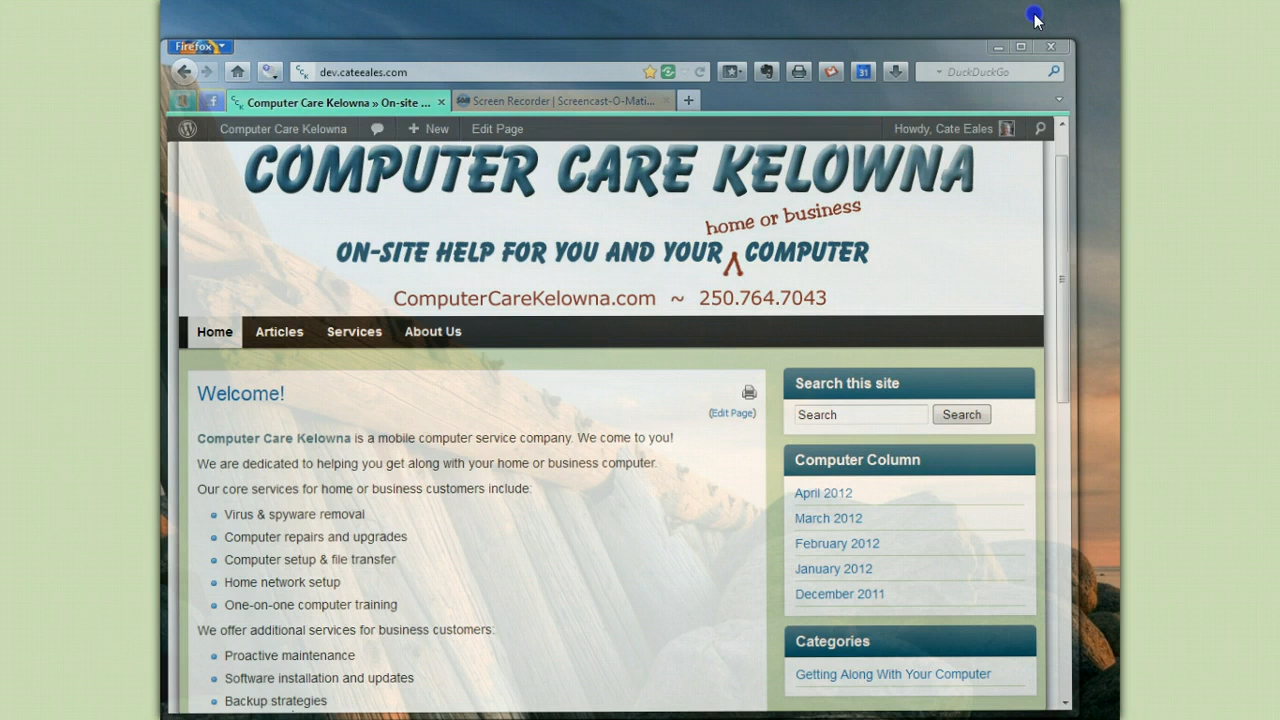 Firefox
dev.cateeales.com
DuckDuckGo
Computer Care Kelowna » On-site ...
Screen Recorder | Screencast-O-Mati...
Computer Care Kelowna
New
Edit Page
Howdy, Cate Eales
COMPUTER CARE KELOWNA
home or business
ON-SITE HELP FOR YOU AND YOUR COMPUTER
ComputerCareKelowna.com ~ 250.764.7043
Home
Articles
Services
About Us
Welcome!
(Edit Page)
Computer Care Kelowna is a mobile computer service company. We come to you!
We are dedicated to helping you get along with your home or business computer.
Our core services for home or business customers include:
Virus & spyware removal
Computer repairs and upgrades
Computer setup & file transfer
Home network setup
One-on-one computer training
We offer additional services for business customers:
Proactive maintenance
Software installation and updates
Backup strategies
Search this site
Search
Search
Computer Column
April 2012
March 2012
February 2012
January 2012
December 2011
Categories
Getting Along With Your Computer